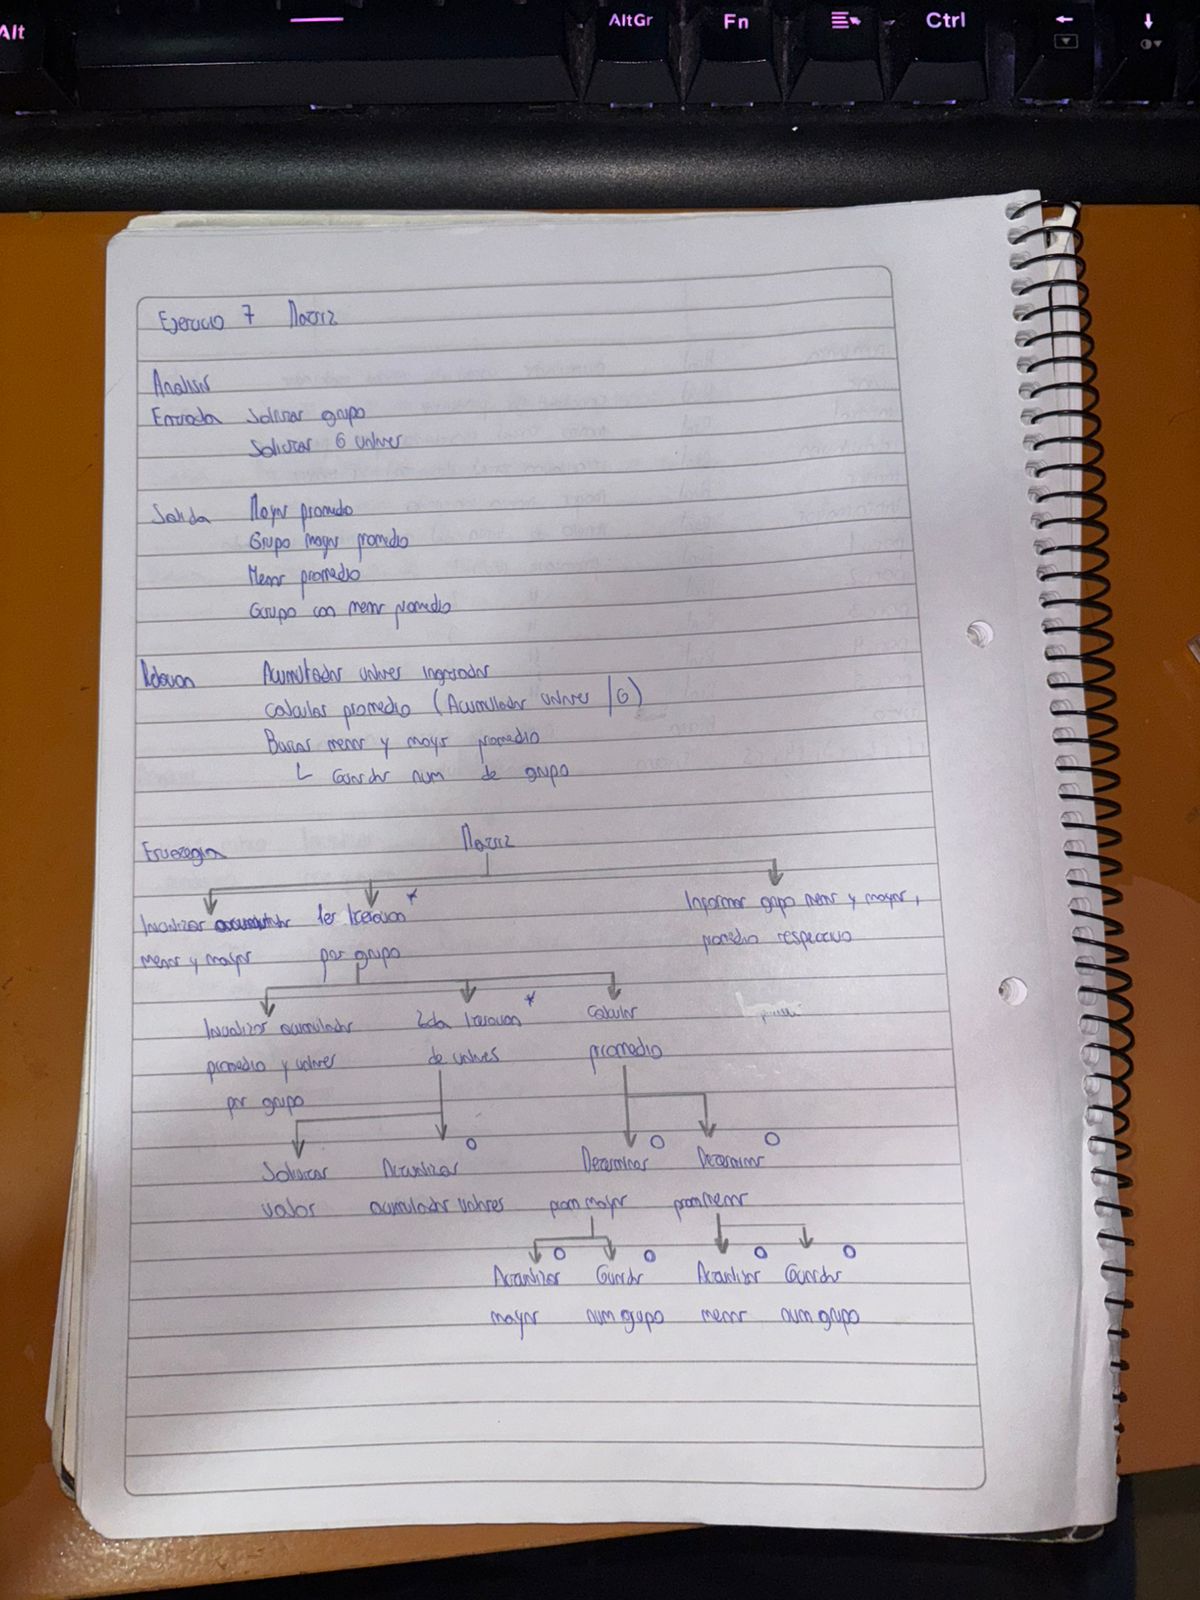 Alt
AltGr
Fn
Ctrl
Ejercicio 7 Matriz
Analisis
Entrada Solicitar grupo
Solicitar 6 valores
Salida Mayor promedio
Grupo mayor promedio
Menor promedio
Grupo con menor promedio
Relacion Acumulador valores ingresados
Calcular promedio (Acumulador valores /6)
Buscar menor y mayor promedio
Guardar num de grupo
Estrategia Matriz
Inicializar menor y mayor
1er Iteracion * por grupo
Informar grupo menor y mayor, promedio respectivo
Inicializar acumulador promedio y valores por grupo
2da Iteracion * de valores
Calcular promedio
Solicitar valor
Actualizar acumulador valores
Determinar prom mayor
Determinar prom menor
Actualizar mayor
Guardar num grupo
Actualizar menor
Guardar num grupo